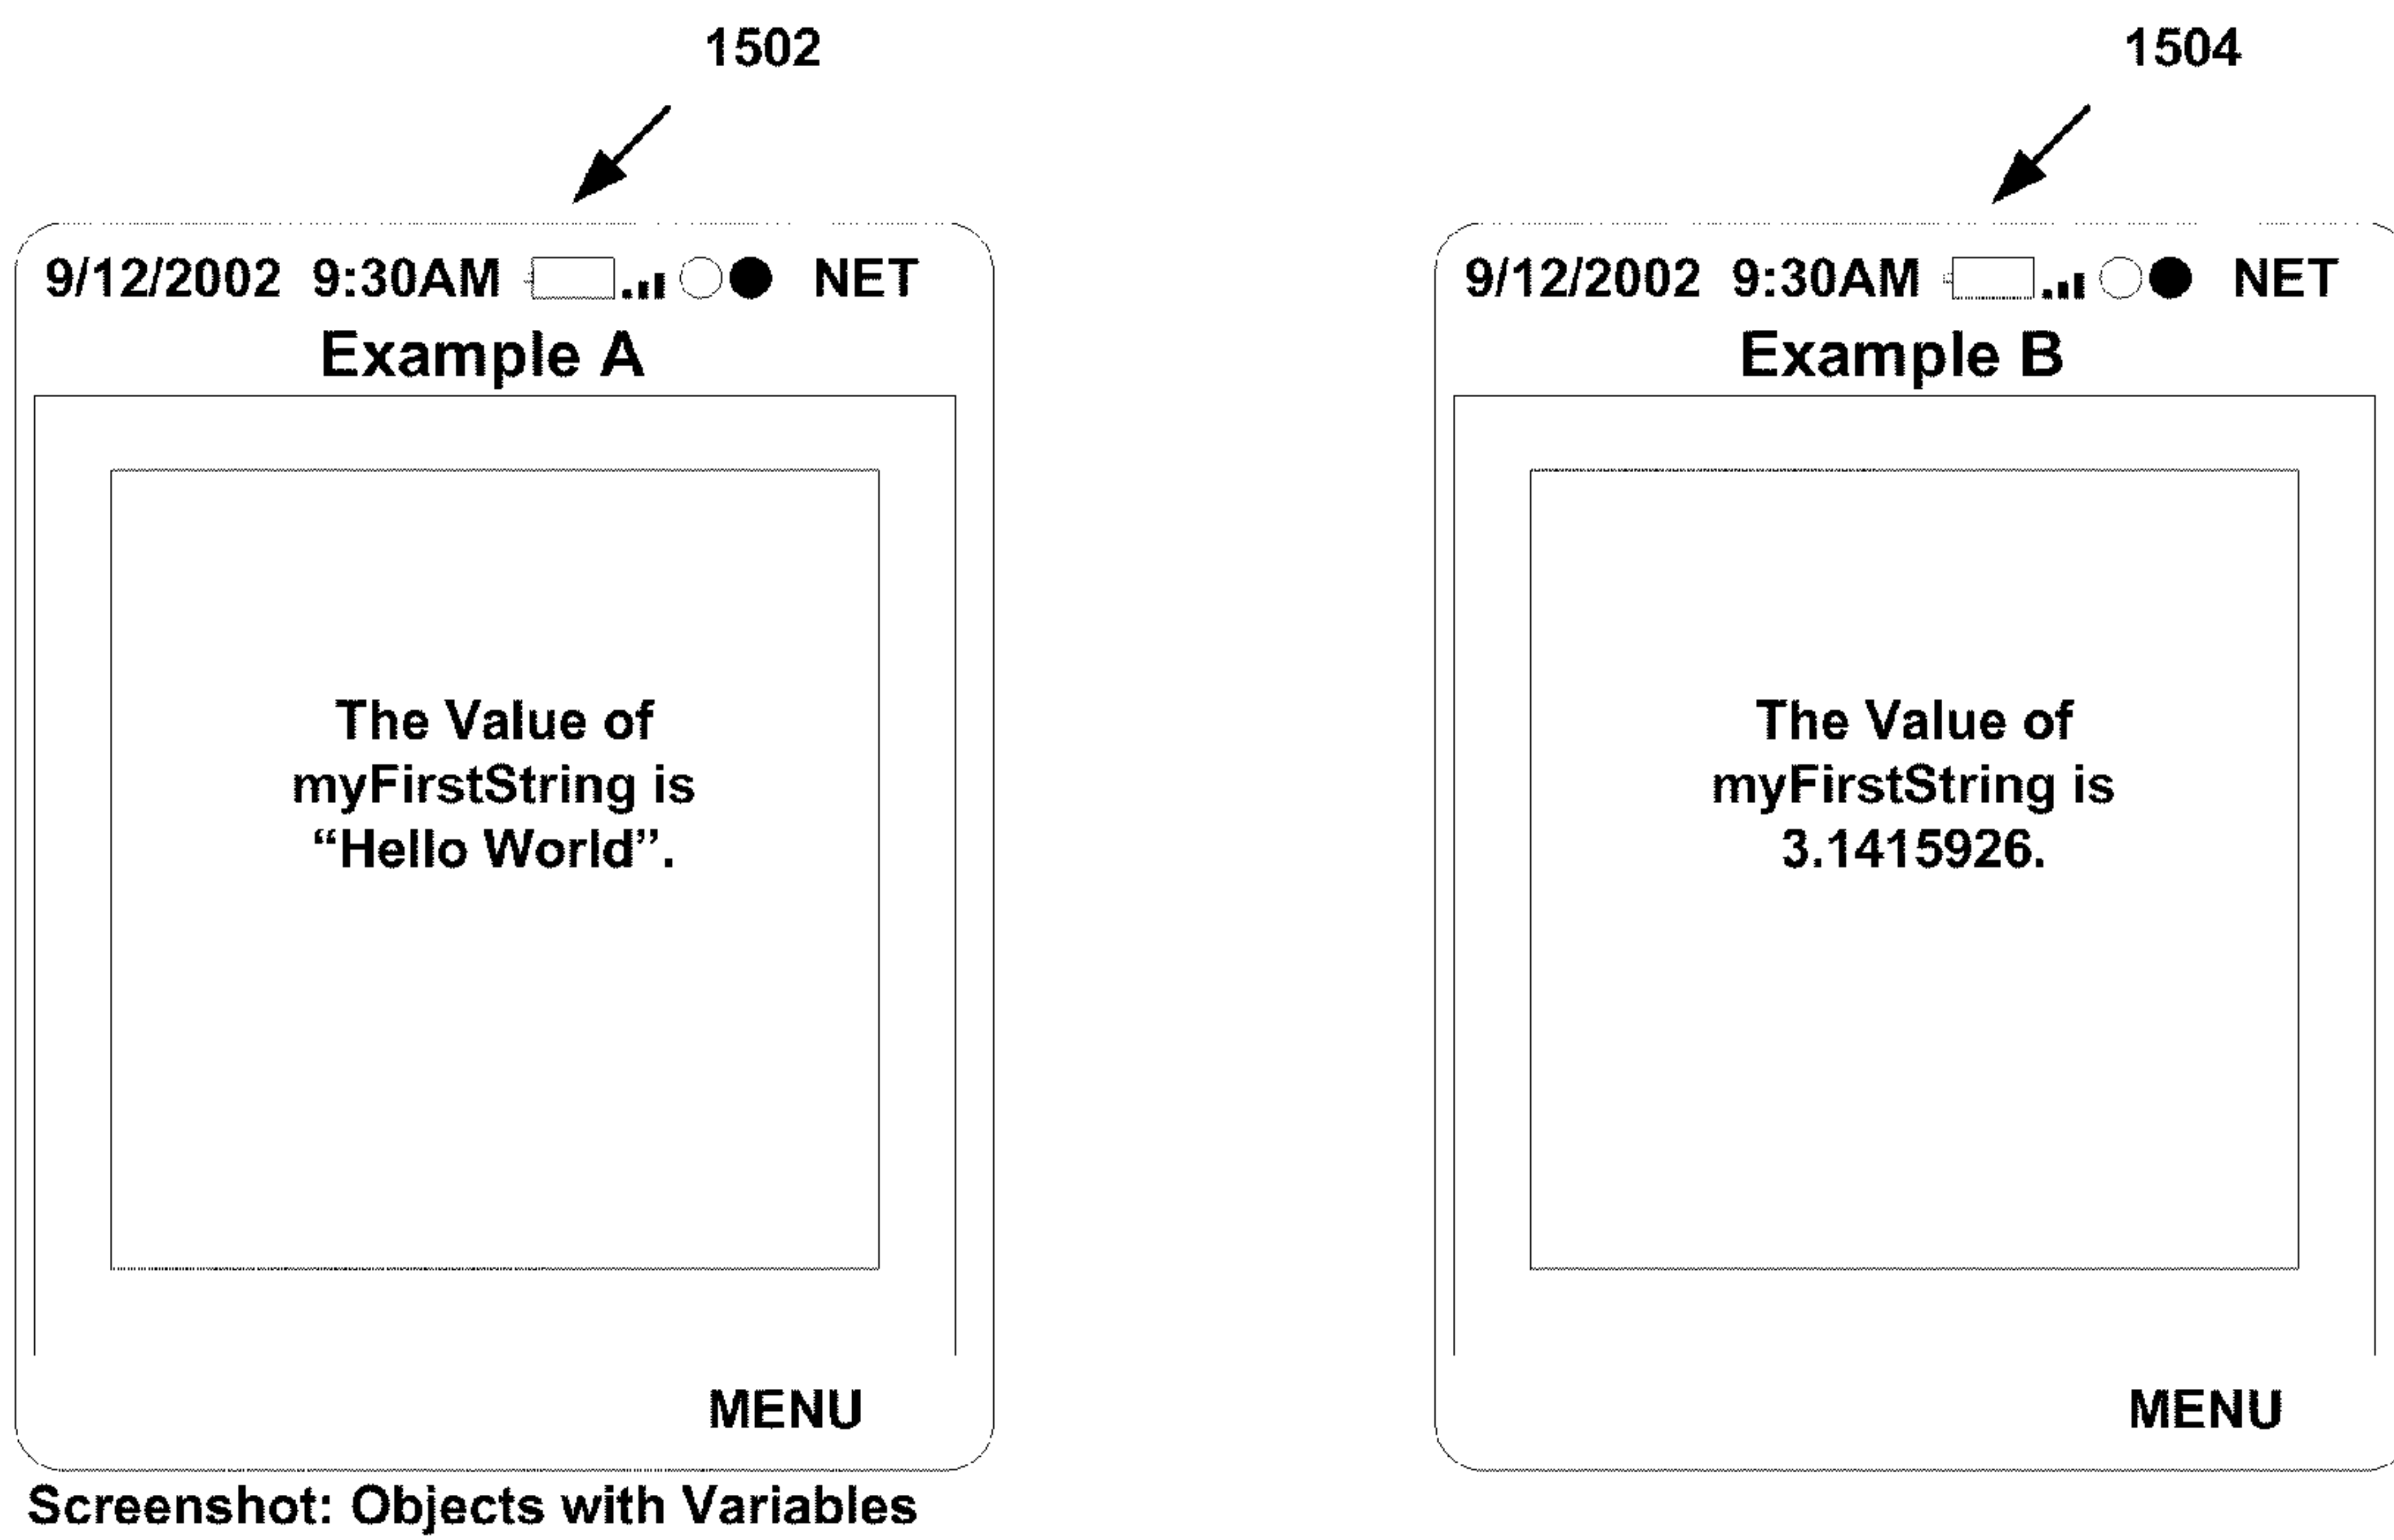 1502
9/12/2002 9:30AM NET
Example A
The Value of
myFirstString is
“Hello World”.
MENU
Screenshot: Objects with Variables
1504
9/12/2002 9:30AM NET
Example B
The Value of
myFirstString is
3.1415926.
MENU